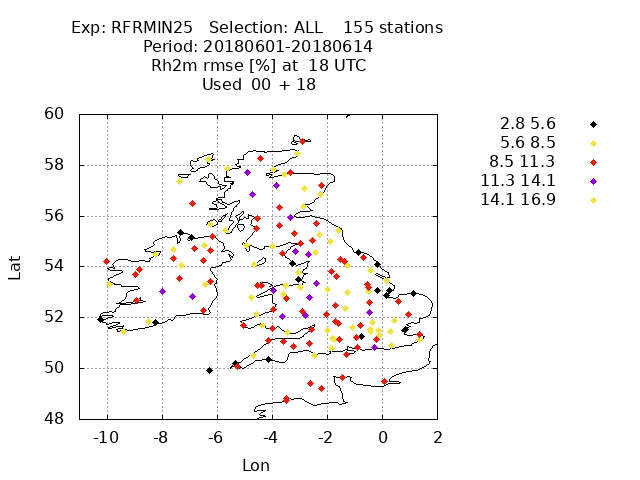 Exp: RFRMIN25 Selection: ALL 155 stations
Period: 20180601-20180614
Rh2m rmse [%] at 18 UTC
Used 00 + 18
2.8 5.6
5.6 8.5
8.5 11.3
11.3 14.1
14.1 16.9
60
58
56
54
52
50
48
Lat
-10 -8 -6 -4 -2 0 2
Lon